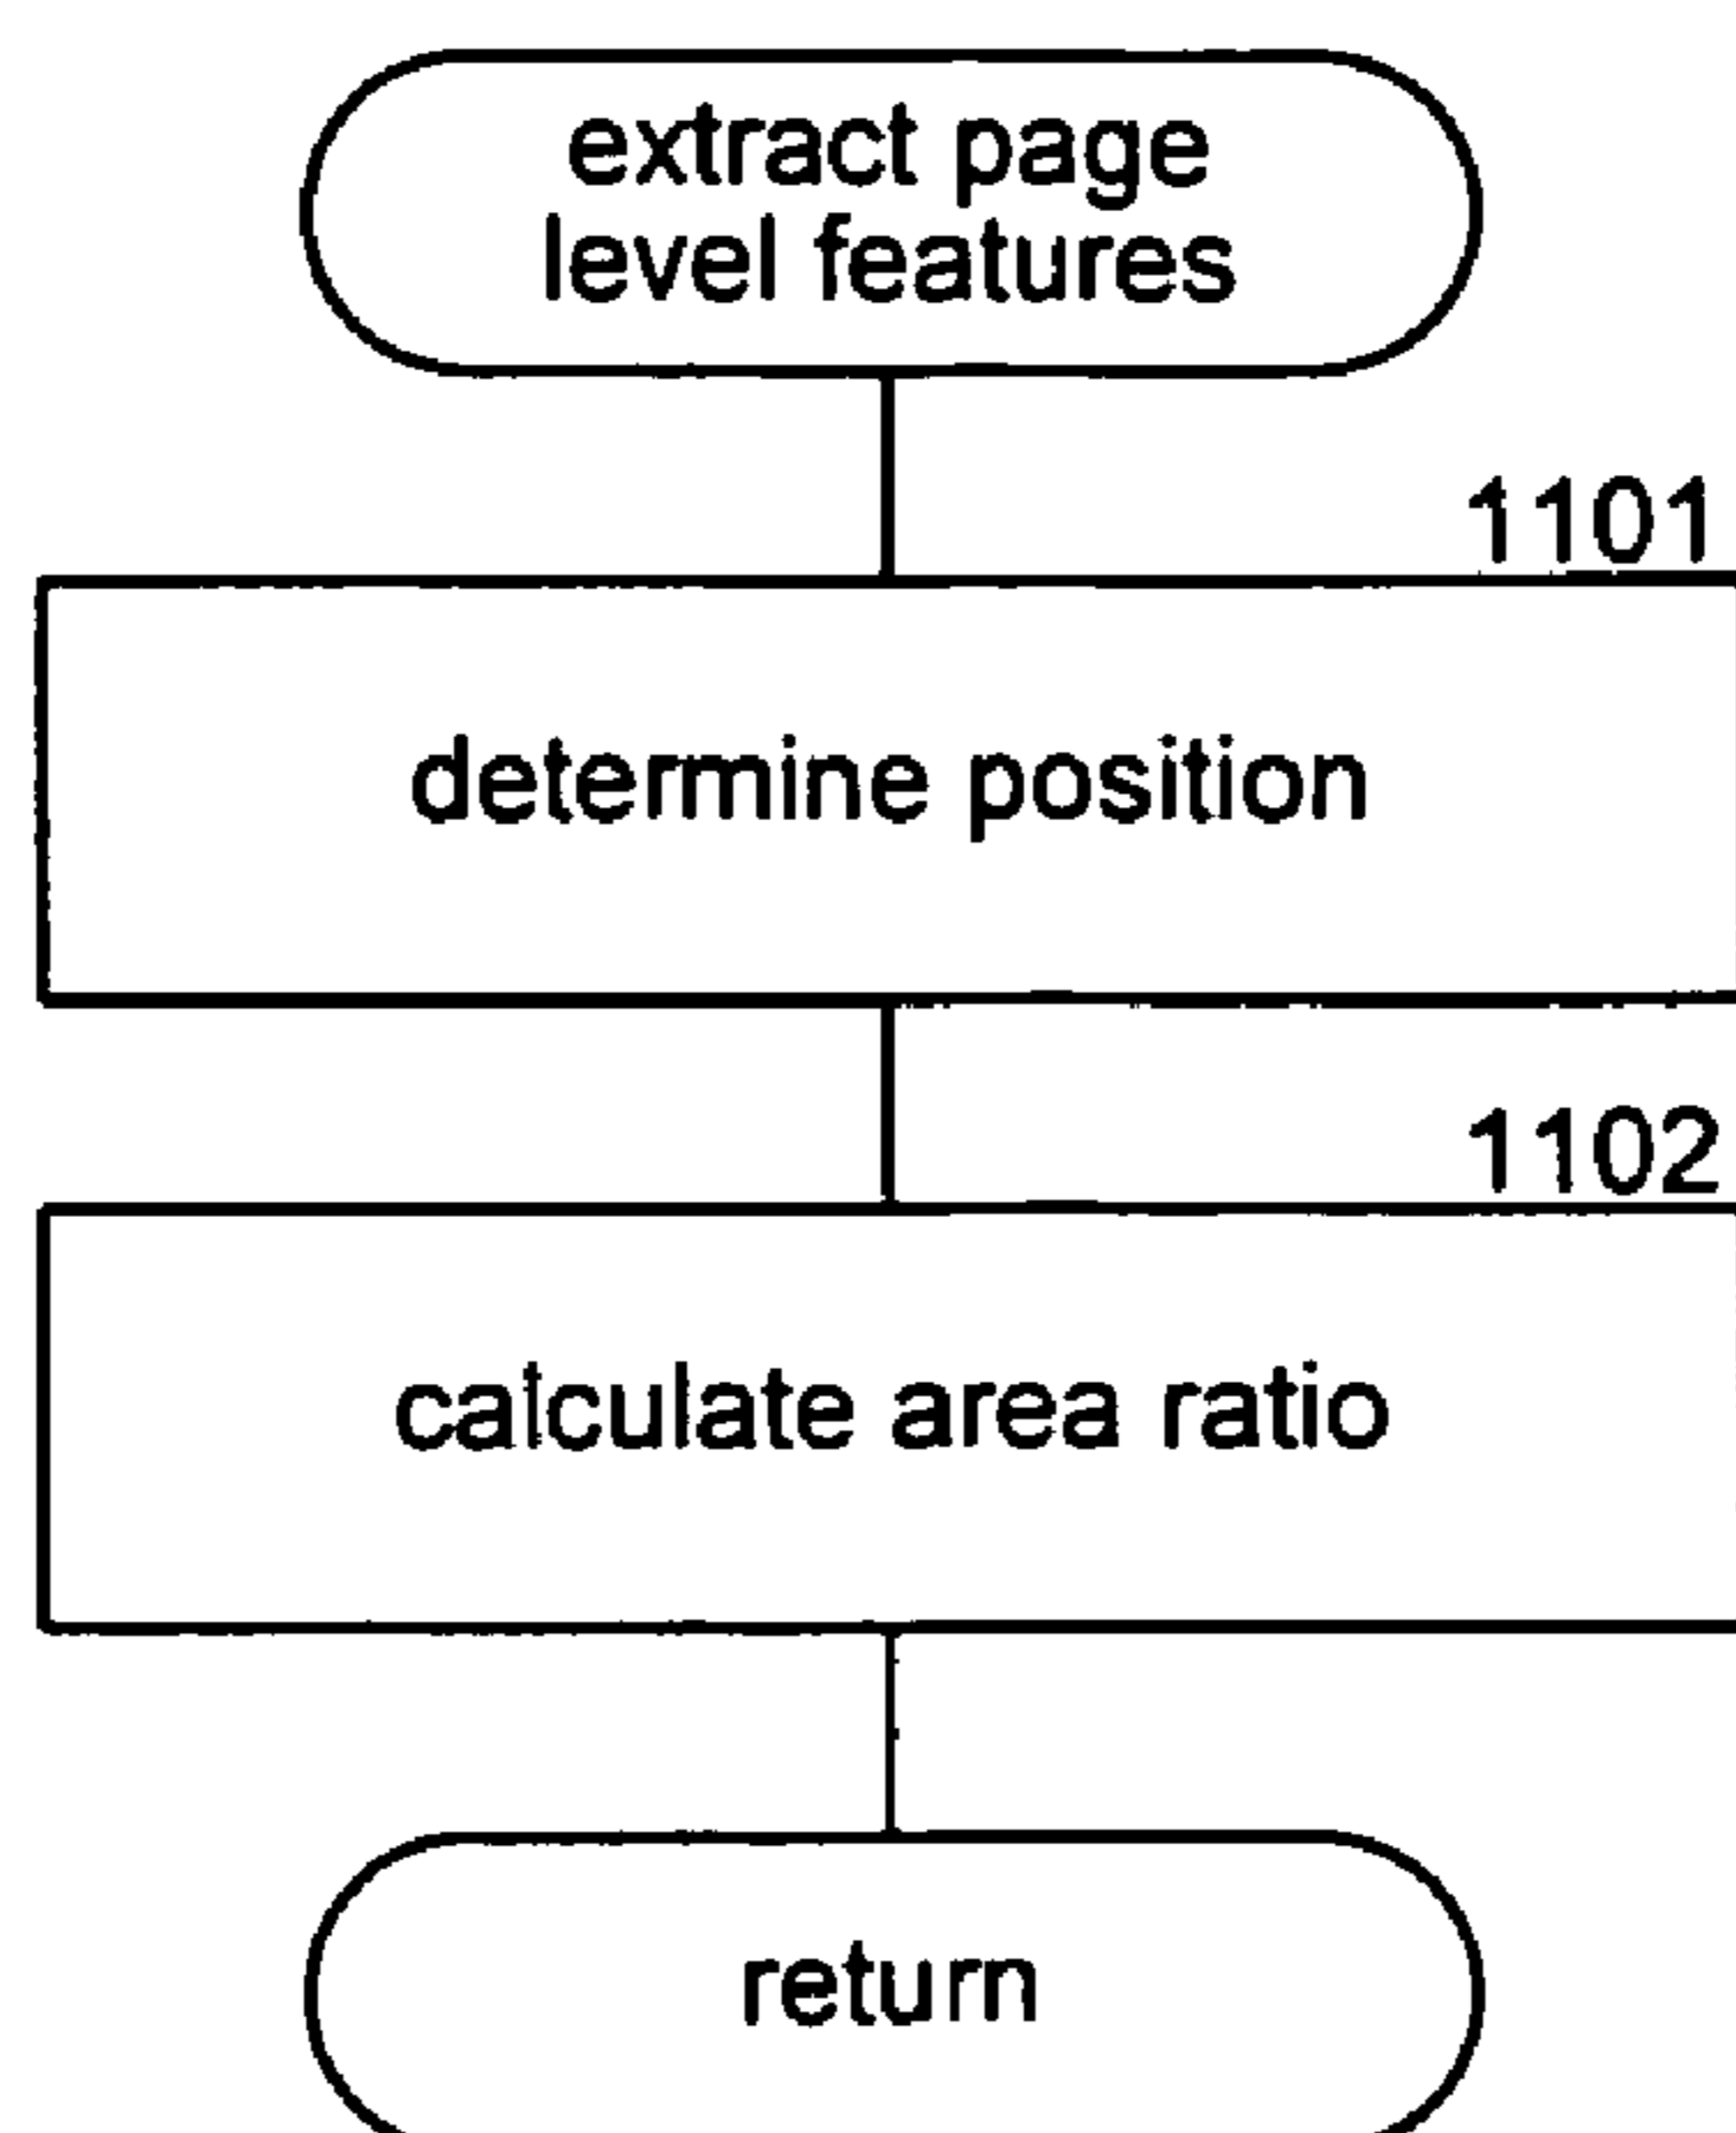 extract page
level features
1101
determine position
1102
calculate area ratio
return